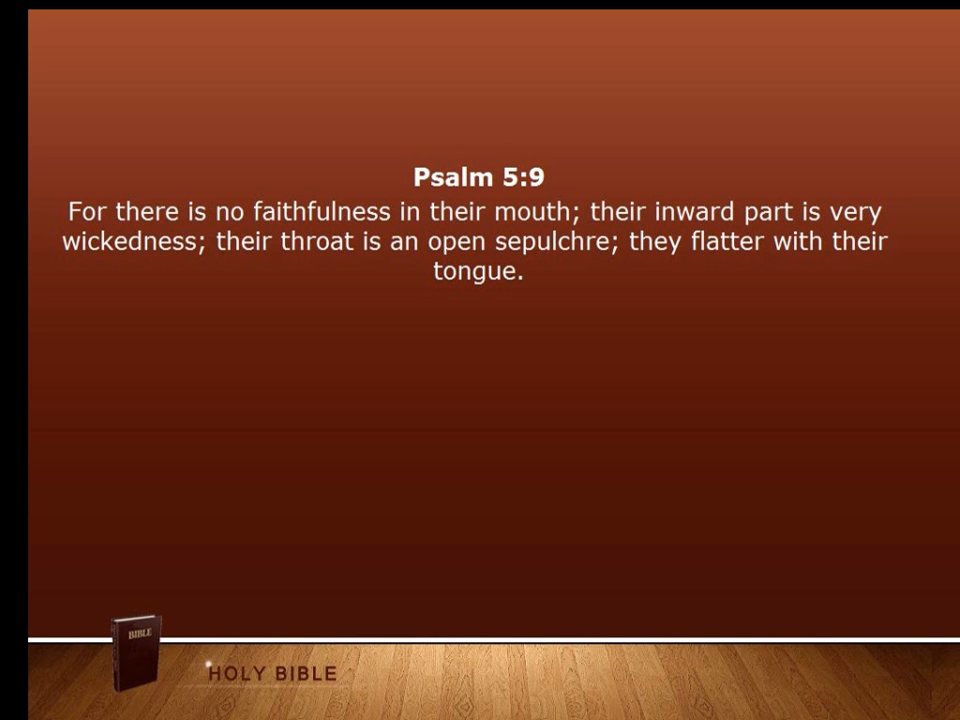 Psalm 5:9
For there is no faithfulness in their mouth; their inward part is very
wickedness; their throat is an open sepulchre; they flatter with their
tongue.
BIBLE
HOLY BIBLE